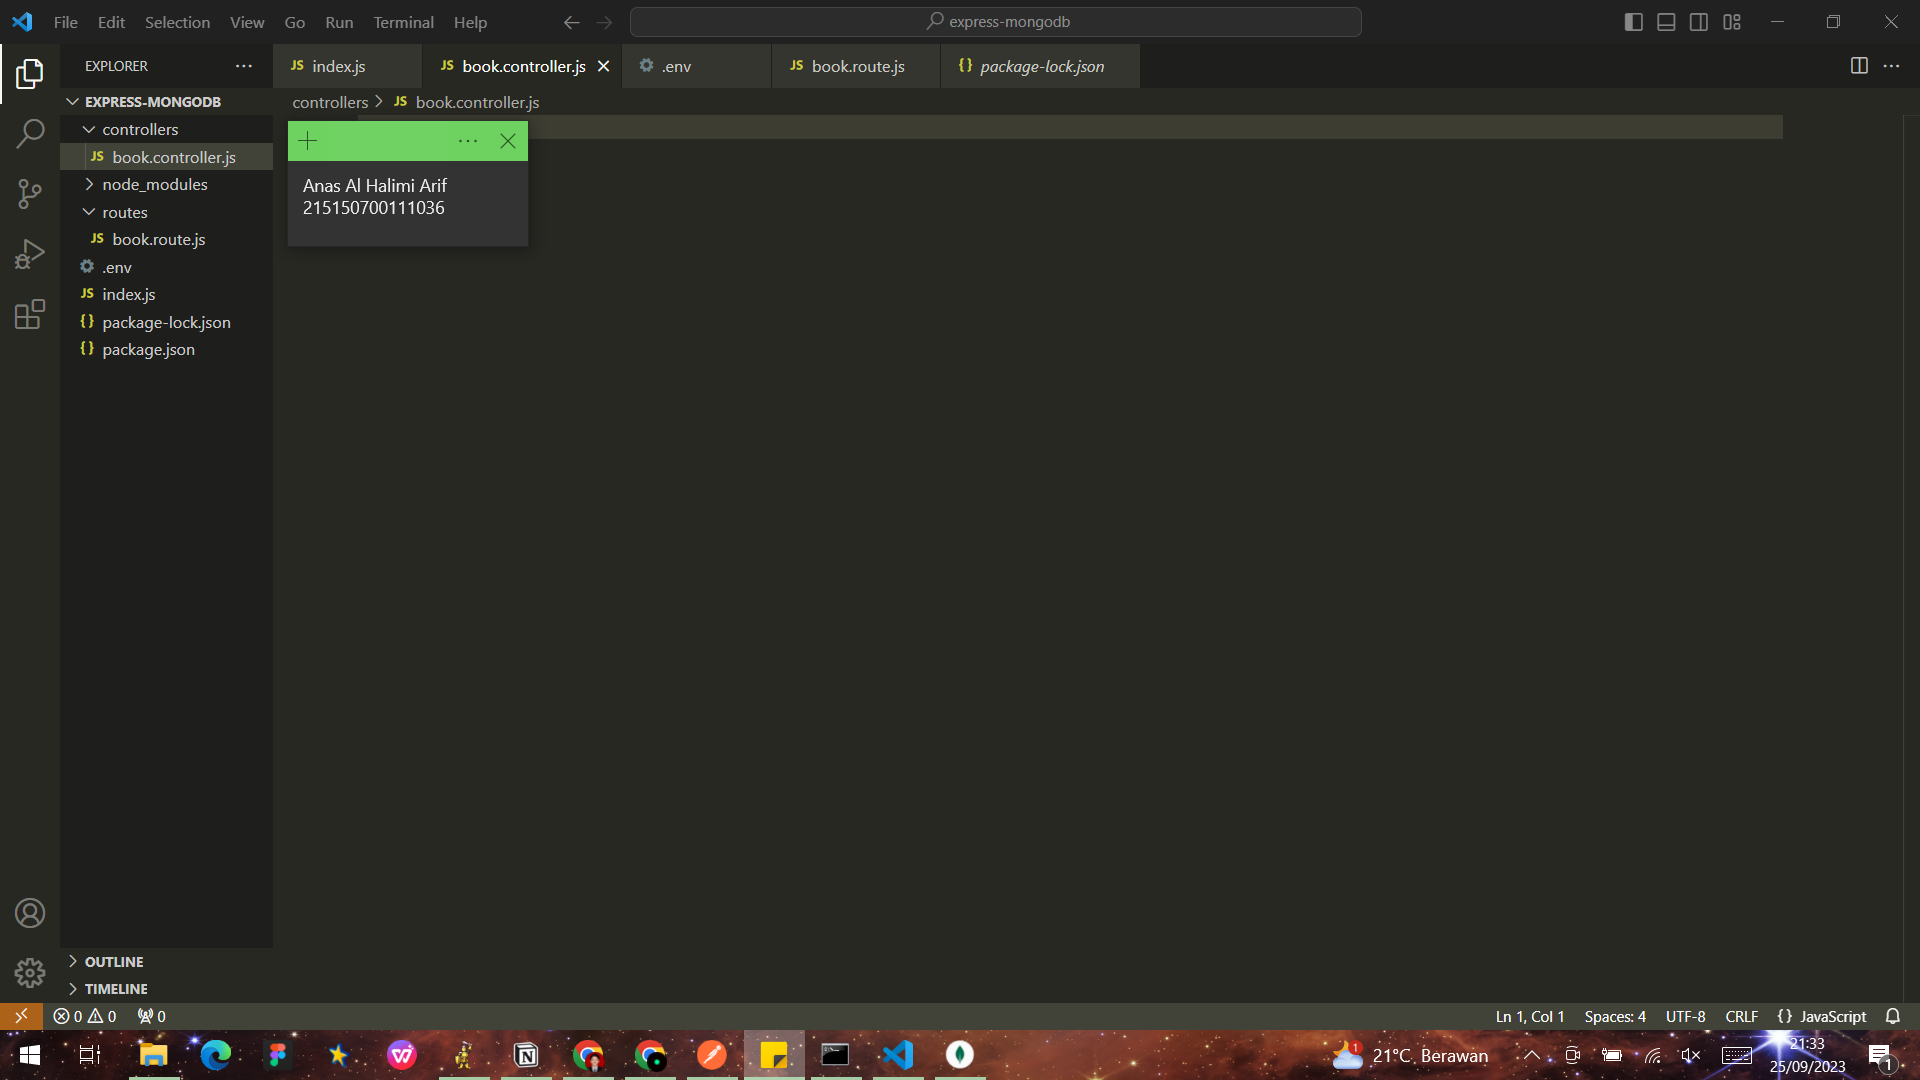 File Edit Selection View Go Run Terminal Help
express-mongodb
EXPLORER
JS index.js
JS book.controller.js
.env
JS book.route.js
{} package-lock.json
EXPRESS-MONGODB
controllers
JS book.controller.js
node_modules
routes
JS book.route.js
.env
JS index.js
{} package-lock.json
{} package.json
controllers > JS book.controller.js
Anas Al Halimi Arif
215150700111036
OUTLINE
TIMELINE
0 0 0
Ln 1, Col 1 Spaces: 4 UTF-8 CRLF {} JavaScript
1 21°C Berawan
21:33
25/09/2023
1